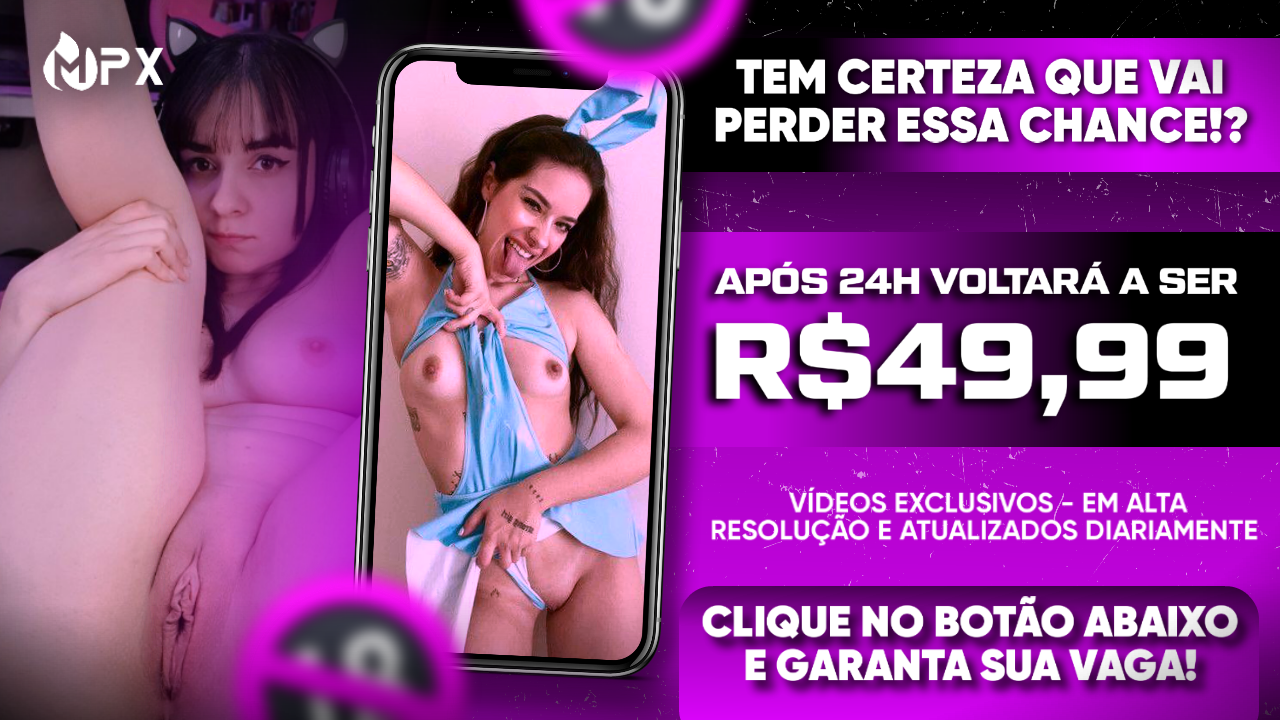 MPX
TEM CERTEZA QUE VAI
PERDER ESSA CHANCE!?
APÓS 24H VOLTARÁ A SER
R$49,99
VÍDEOS EXCLUSIVOS - EM ALTA
RESOLUÇÃO E ATUALIZADOS DIARIAMENTE
CLIQUE NO BOTÃO ABAIXO
E GARANTA SUA VAGA!